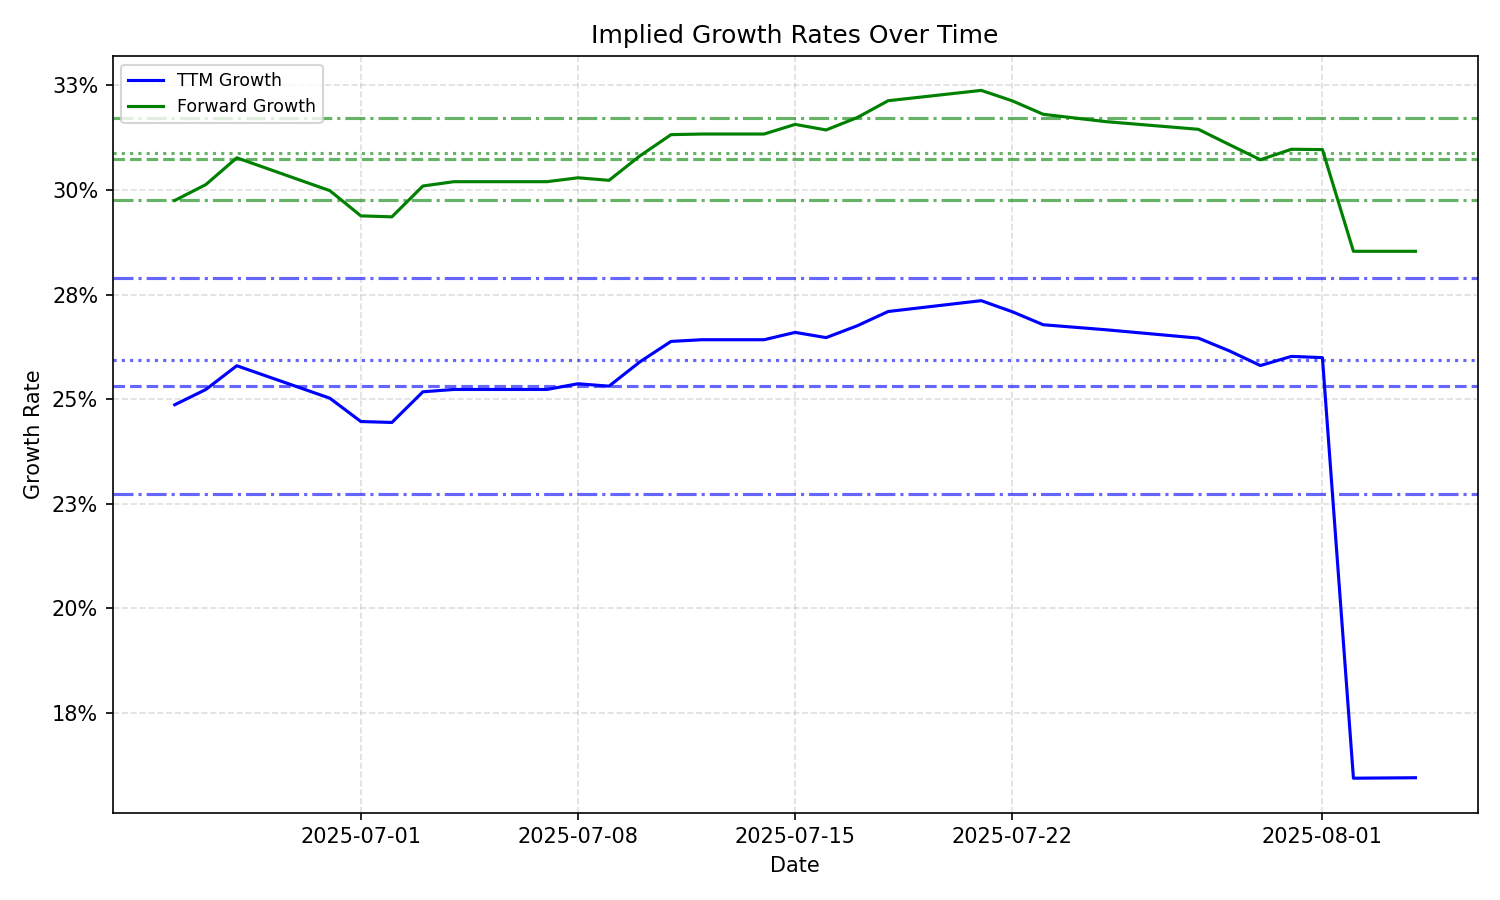 Implied Growth Rates Over Time
TTM Growth
Forward Growth
33%
30%
28%
25%
23%
20%
18%
Growth Rate
2025-07-01
2025-07-08
2025-07-15
2025-07-22
2025-08-01
Date